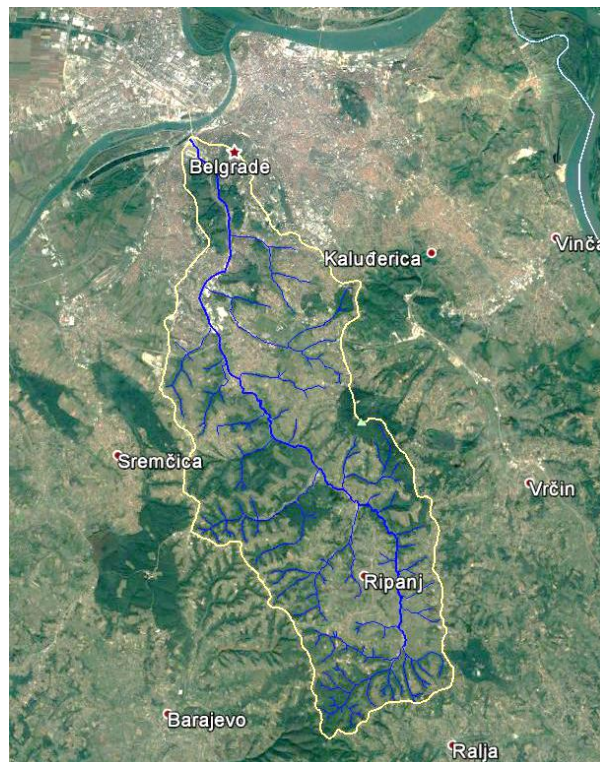 Belgrade
Kaluđerica
Vinča
Sremčica
Vrčin
Ripanj
Barajevo
Ralja